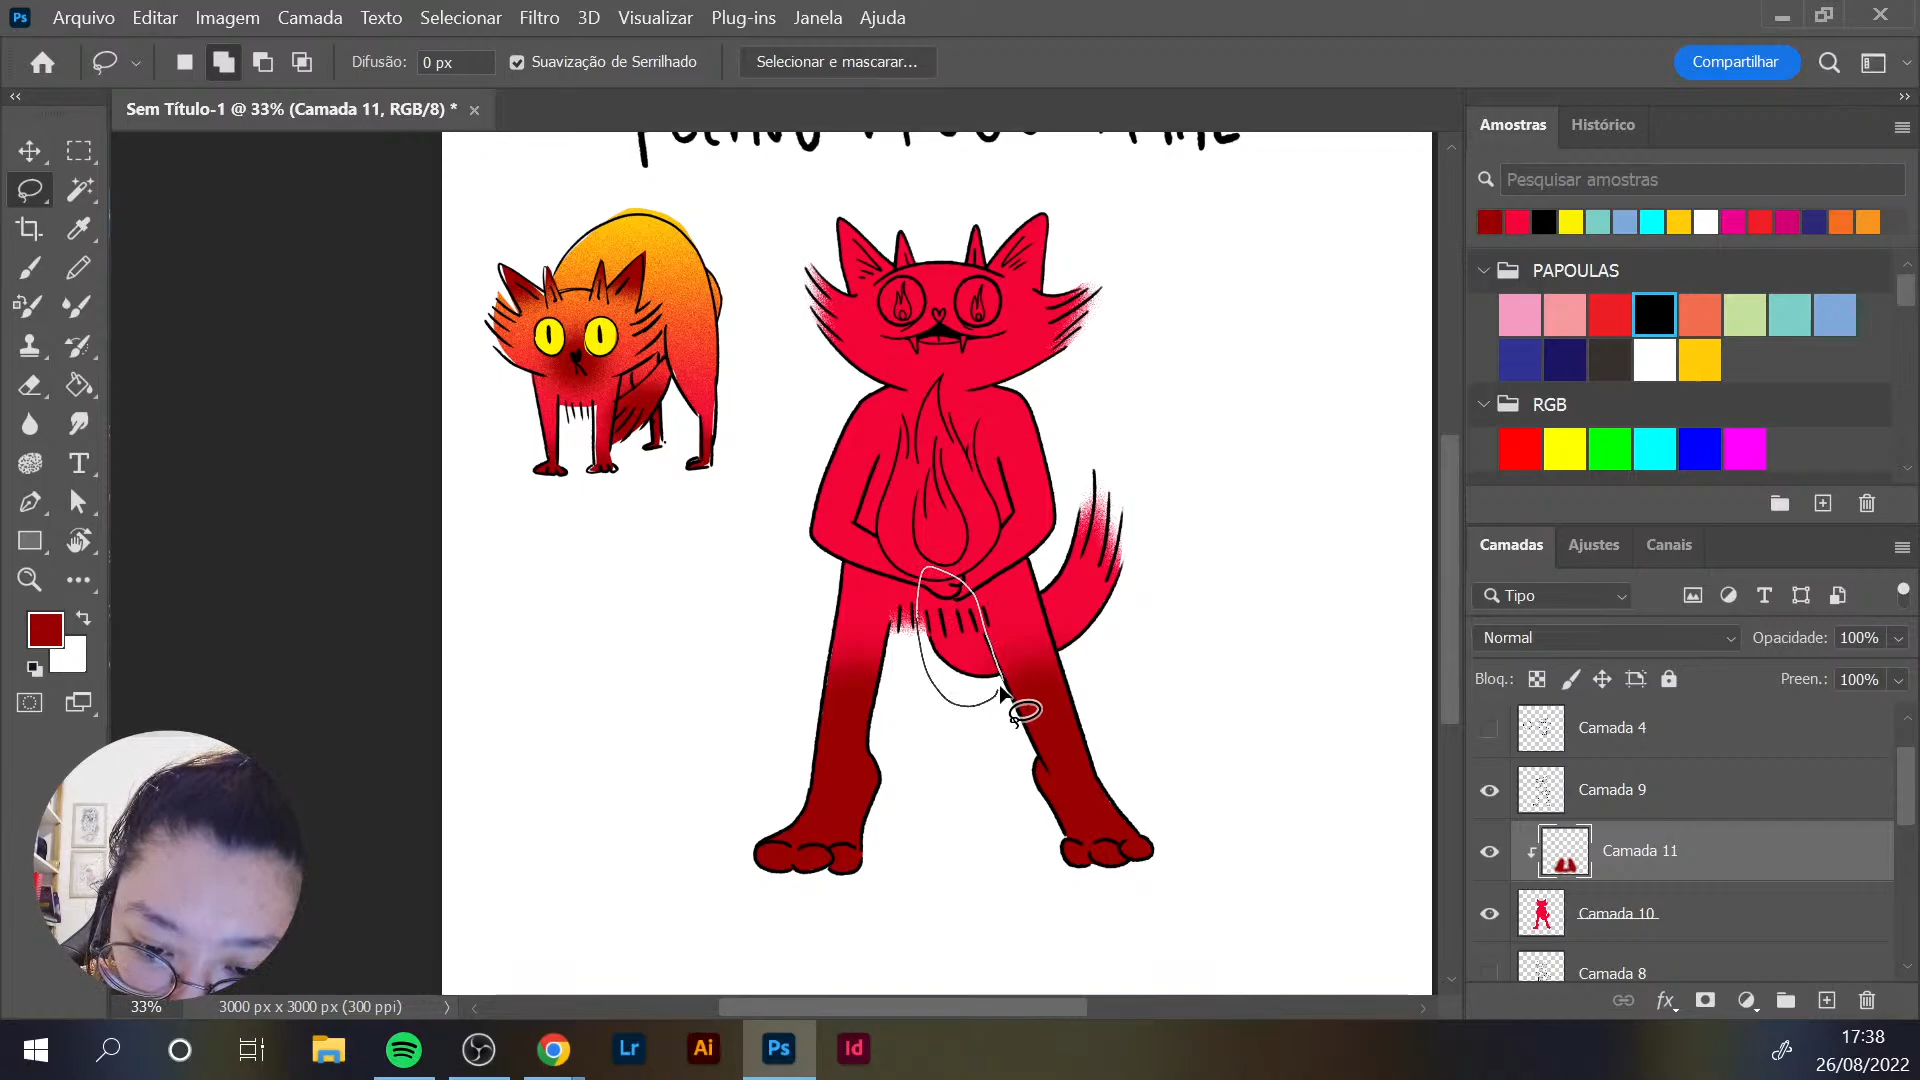 Ps Arquivo Editar Imagem Camada Texto Selecionar Filtro 3D Visualizar Plug-ins Janela Ajuda
Difusão: 0 px Suavização de Serrilhado Selecionar e mascarar... Compartilhar
Sem Título-1 @ 33% (Camada 11, RGB/8) *
Amostras Histórico
Pesquisar amostras
PAPOULAS
RGB
Camadas Ajustes Canais
Tipo
Normal Opacidade: 100%
Bloq.: Preen.: 100%
Camada 4
Camada 9
Camada 11
Camada 10
Camada 8
33% 3000 px x 3000 px (300 ppi)
fx
Lr Ai Ps Id
17:38
26/08/2022